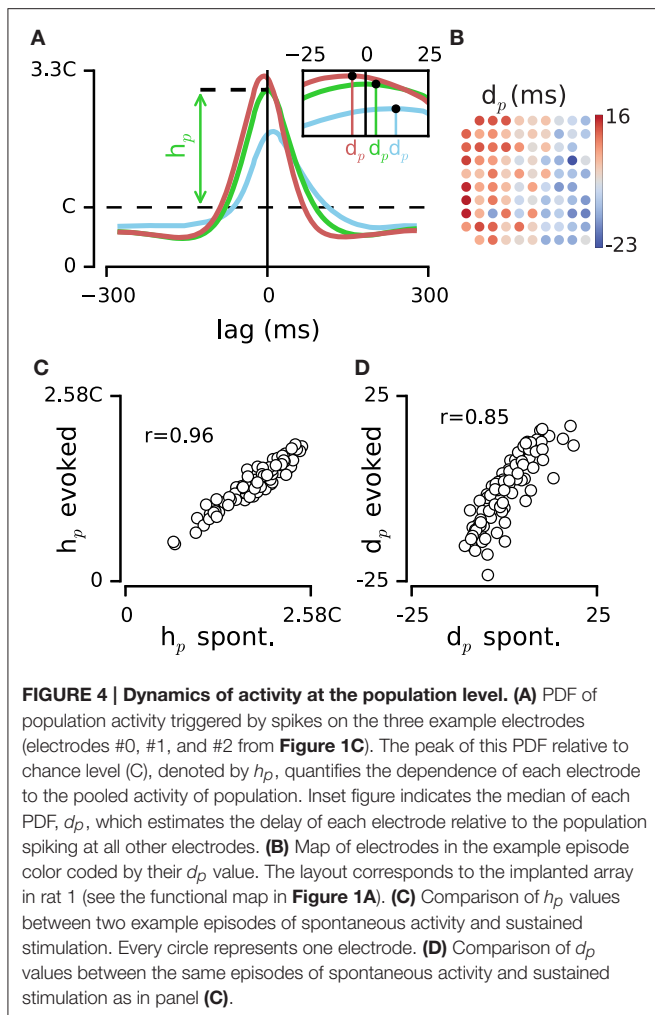 A
3.3C
C
0
h_p
−300
0
300
lag (ms)
−25
0
25
d_p d_p d_p
B
d_p (ms)
16
-23
C
2.58C
r=0.96
h_p evoked
0
0
2.58C
h_p spont.
D
25
r=0.85
d_p evoked
-25
-25
25
d_p spont.
FIGURE 4 | Dynamics of activity at the population level. (A) PDF of
population activity triggered by spikes on the three example electrodes
(electrodes #0, #1, and #2 from Figure 1C). The peak of this PDF relative to
chance level (C), denoted by h_p, quantifies the dependence of each electrode
to the pooled activity of population. Inset figure indicates the median of each
PDF, d_p, which estimates the delay of each electrode relative to the population
spiking at all other electrodes. (B) Map of electrodes in the example episode
color coded by their d_p value. The layout corresponds to the implanted array
in rat 1 (see the functional map in Figure 1A). (C) Comparison of h_p values
between two example episodes of spontaneous activity and sustained
stimulation. Every circle represents one electrode. (D) Comparison of d_p
values between the same episodes of spontaneous activity and sustained
stimulation as in panel (C).